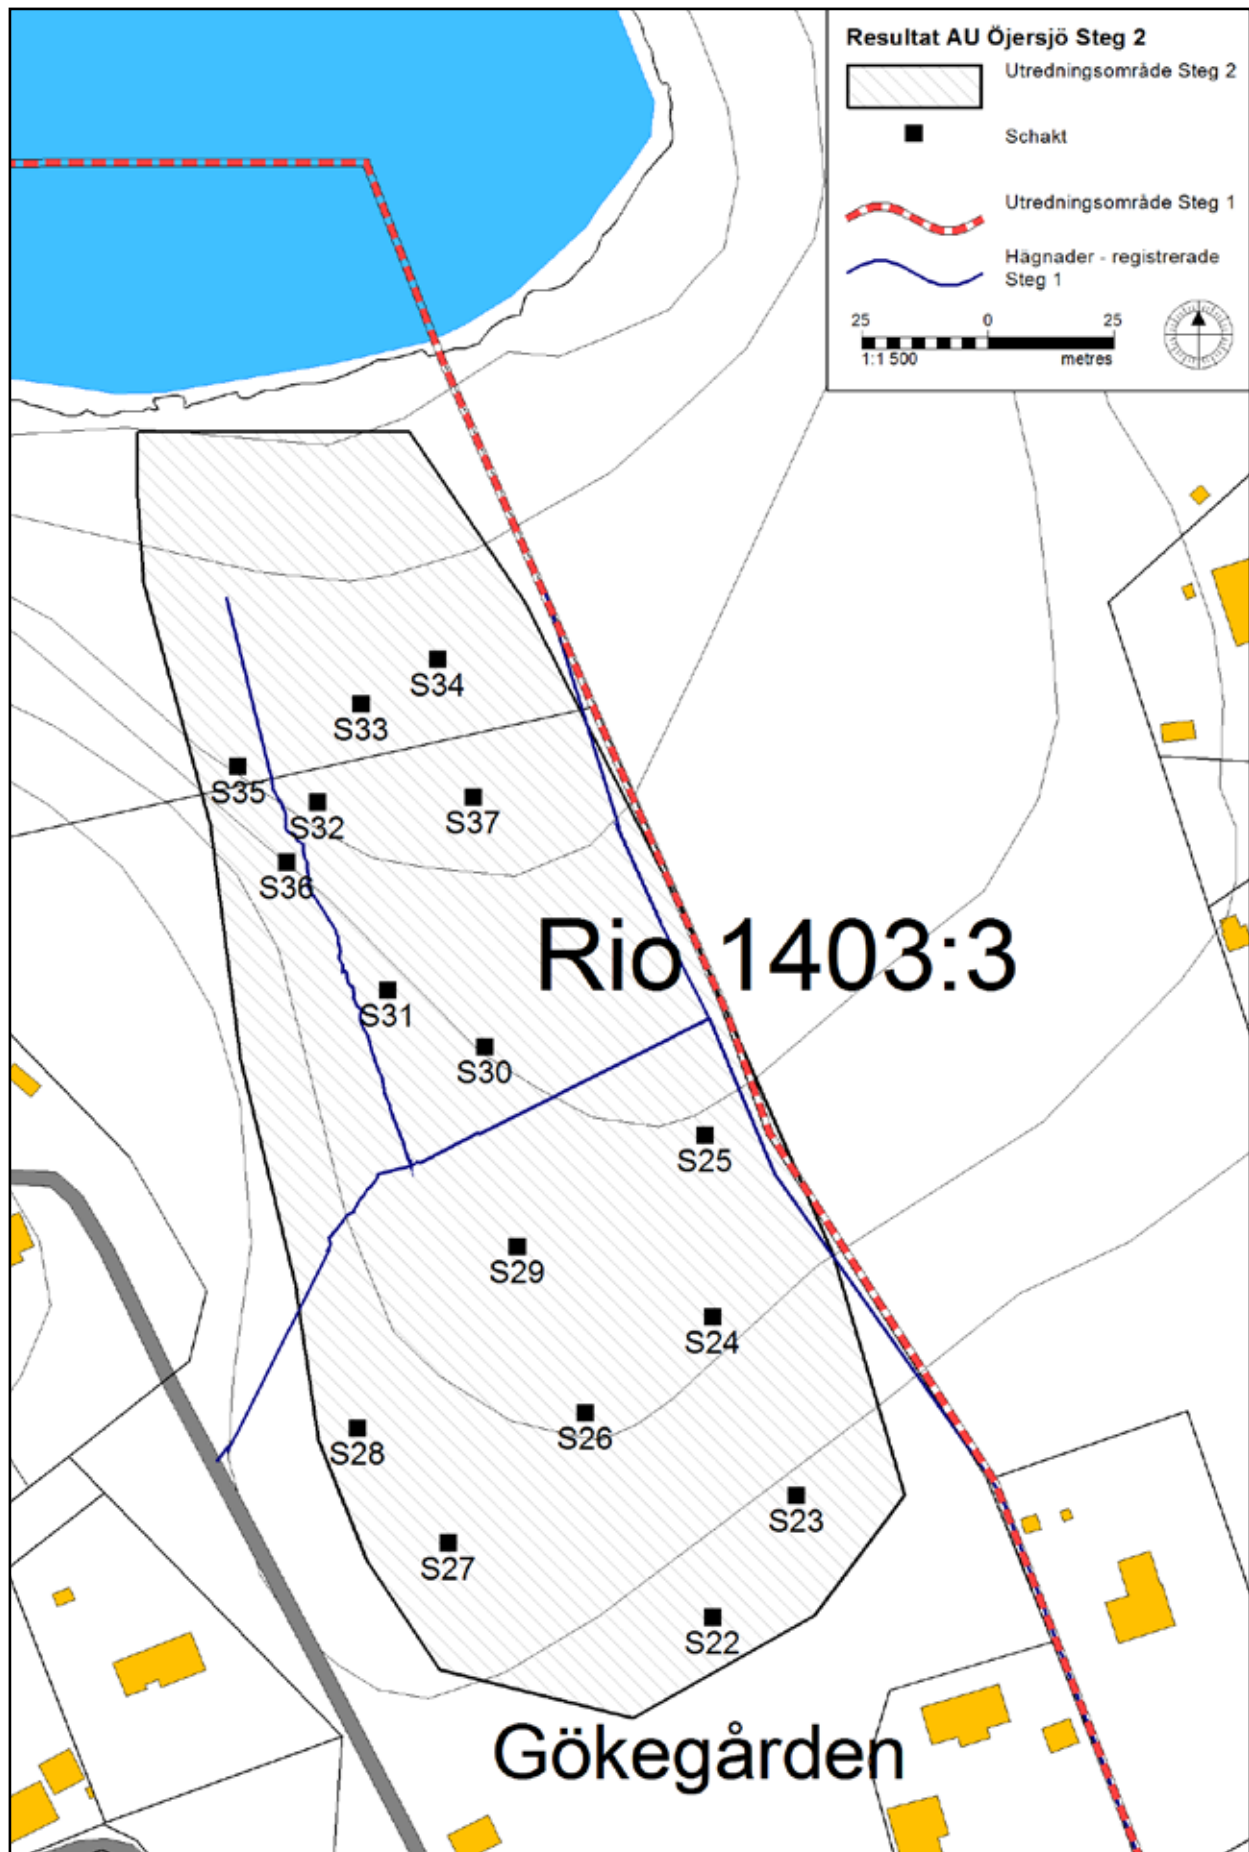 Resultat AU Öjersjö Steg 2
Utredningsområde Steg 2
Schakt
Utredningsområde Steg 1
Hägnader - registrerade
Steg 1
25 0 25
1:1 500 metres
S34
S33
S35
S32
S37
S36
Rio 1403:3
S31
S30
S25
S29
S24
S26
S28
S23
S27
S22
Gökegården